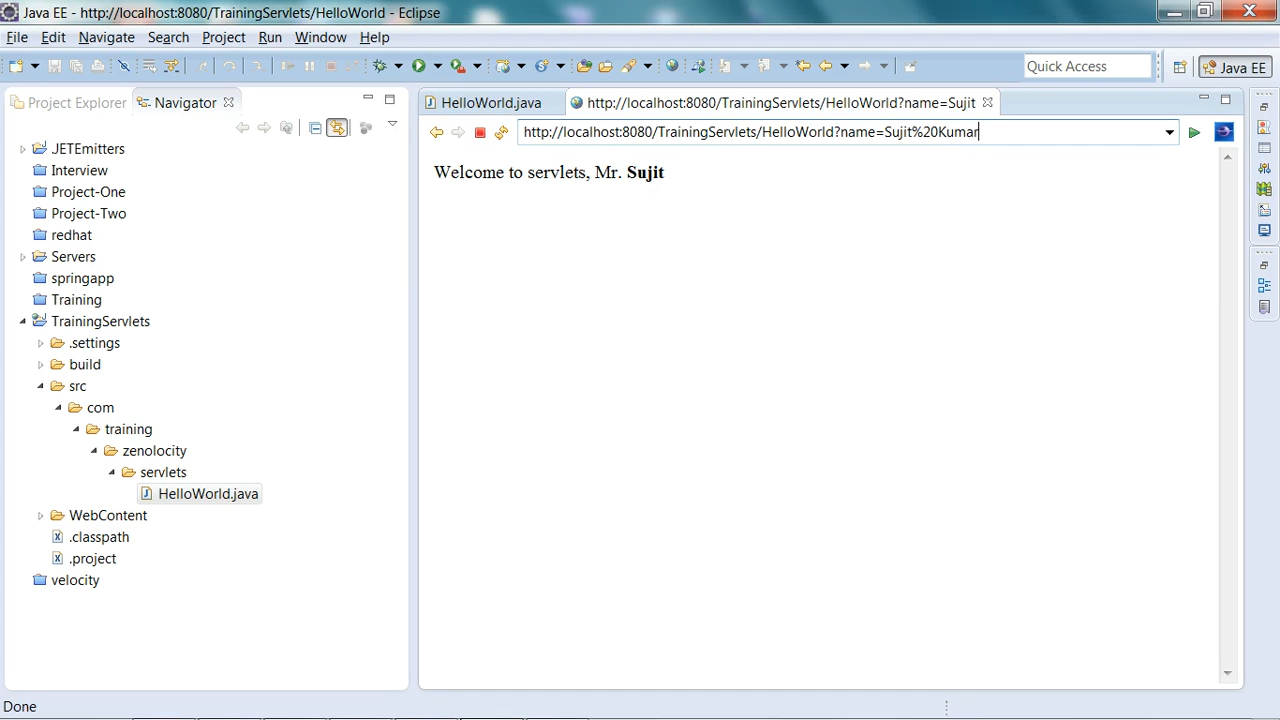 Java EE - http://localhost:8080/TrainingServlets/HelloWorld?name=Sujit - Eclipse
File Edit Navigate Search Project Run Window Help
Quick Access
Java EE
Project Explorer
Navigator
HelloWorld.java
http://localhost:8080/TrainingServlets/HelloWorld?name=Sujit
http://localhost:8080/TrainingServlets/HelloWorld?name=Sujit%20Kumar
JETEmitters
Interview
Project-One
Project-Two
redhat
Servers
springapp
Training
TrainingServlets
.settings
build
src
com
training
zenolocity
servlets
HelloWorld.java
WebContent
.classpath
.project
velocity
Welcome to servlets, Mr. Sujit
Done